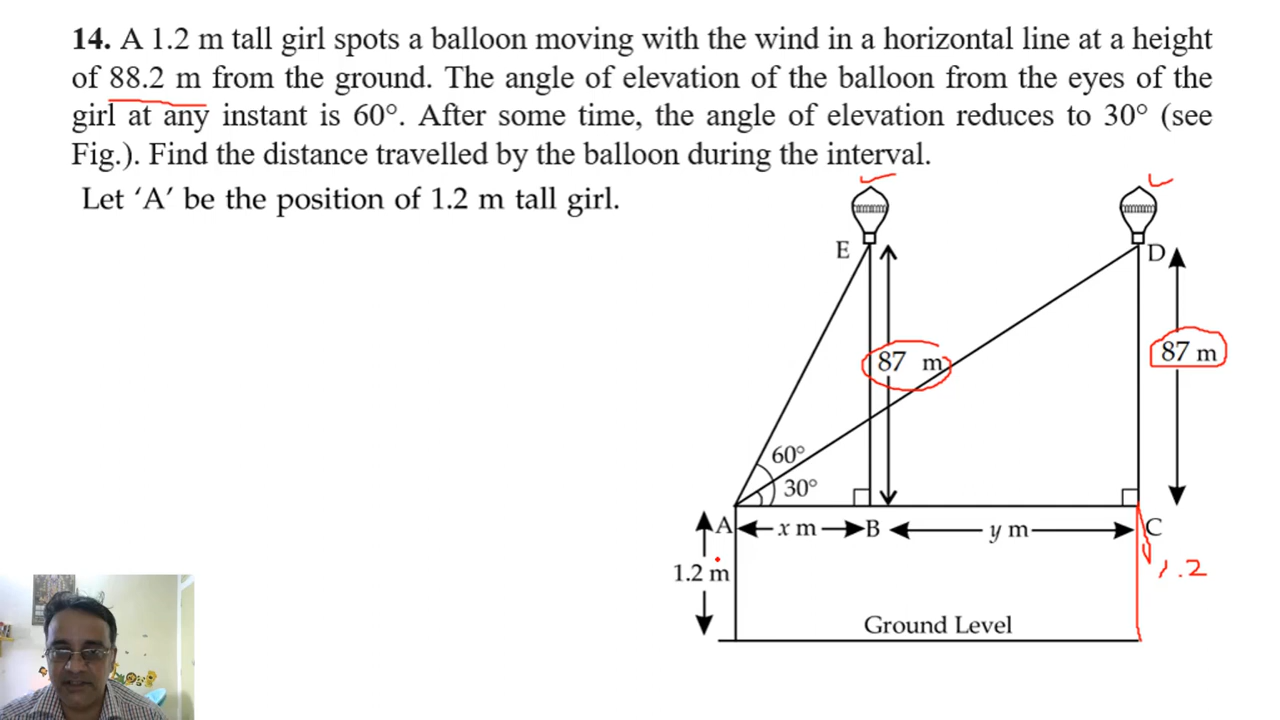 14. A 1.2 m tall girl spots a balloon moving with the wind in a horizontal line at a height
of 88.2 m from the ground. The angle of elevation of the balloon from the eyes of the
girl at any instant is 60°. After some time, the angle of elevation reduces to 30° (see
Fig.). Find the distance travelled by the balloon during the interval.
Let ‘A’ be the position of 1.2 m tall girl.
E
D
87 m
87 m
60°
30°
A
x m
B
y m
C
1.2 m
1.2
Ground Level